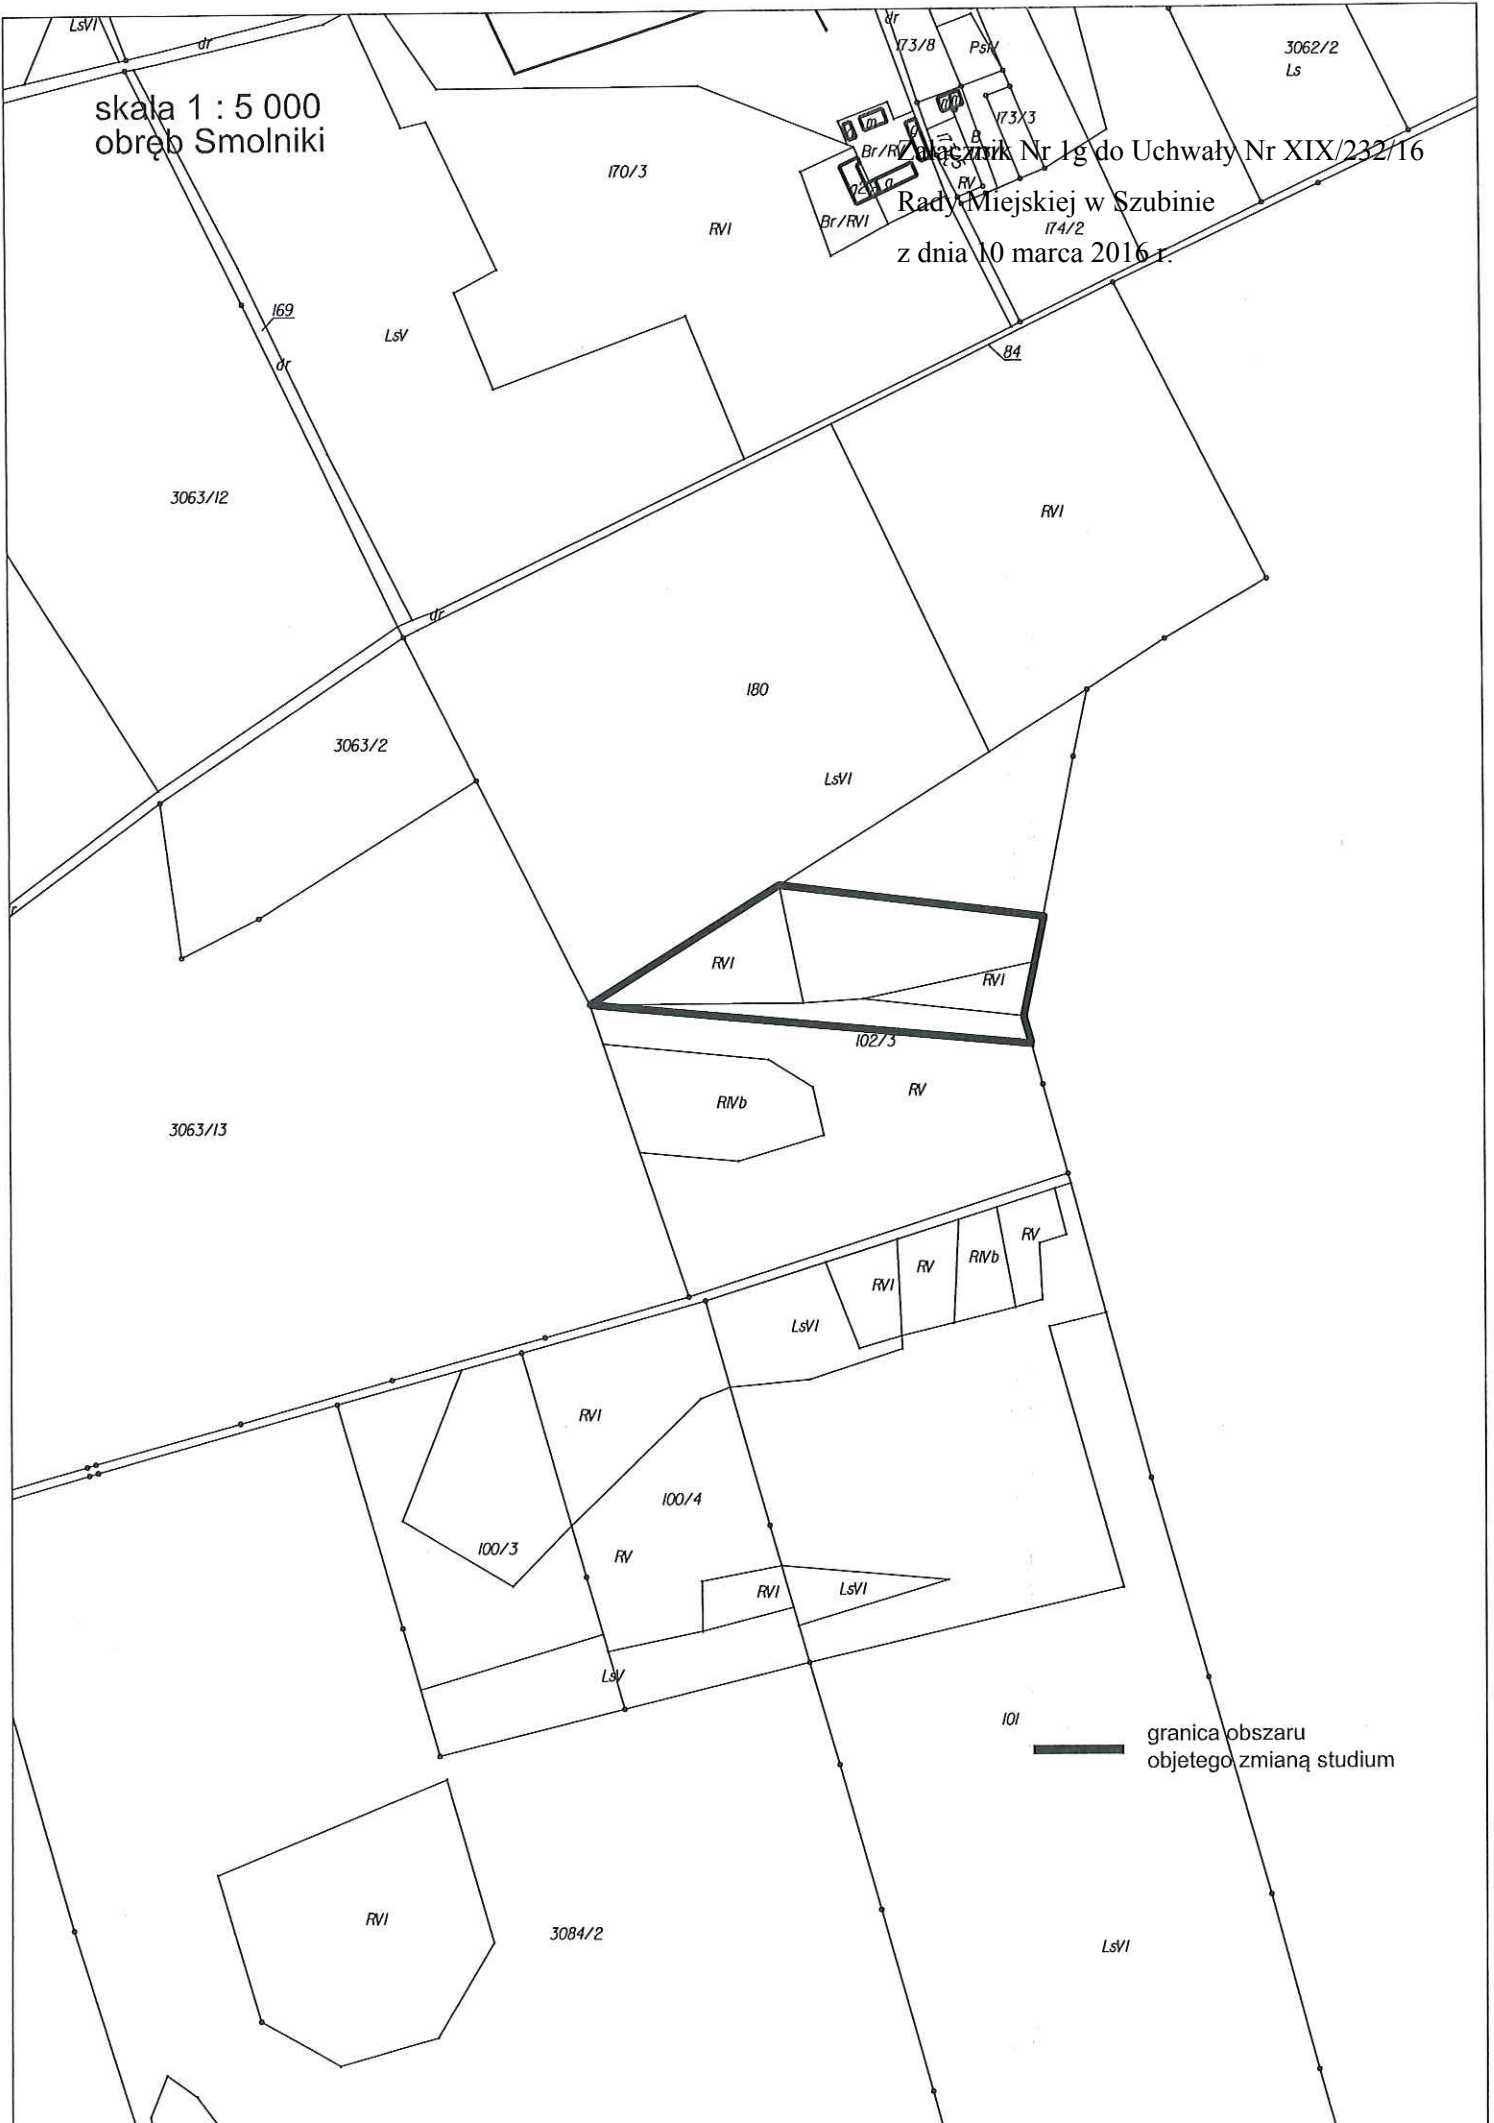 LsVI
dr
dr
173/8
PsIV
3062/2
Ls
skala 1 : 5 000
obręb Smolniki
m
m
173/3
g
B
Br/RV
Załącznik Nr 1g do Uchwały Nr XIX/232/16
170/3
g
RV
Rady Miejskiej w Szubinie
Br/RVI
RVI
174/2
z dnia 10 marca 2016 r.
169
LsV
84
dr
3063/12
RVI
dr
180
3063/2
LsVI
r
RVI
RVI
102/3
RV
RIVb
3063/13
RV
RIVb
RV
RVI
LsVI
RVI
100/4
100/3
RV
RVI
LsVI
LsV
101
granica obszaru
objetego zmianą studium
RVI
3084/2
LsVI